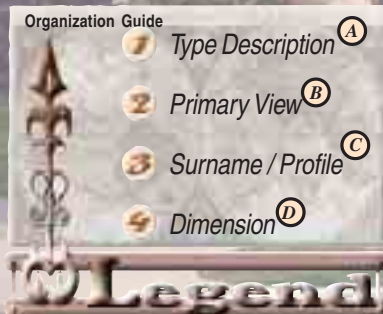 Organization Guide
1 Type Description A
2 Primary View B
3 Surname / Profile C
4 Dimension D
Legend